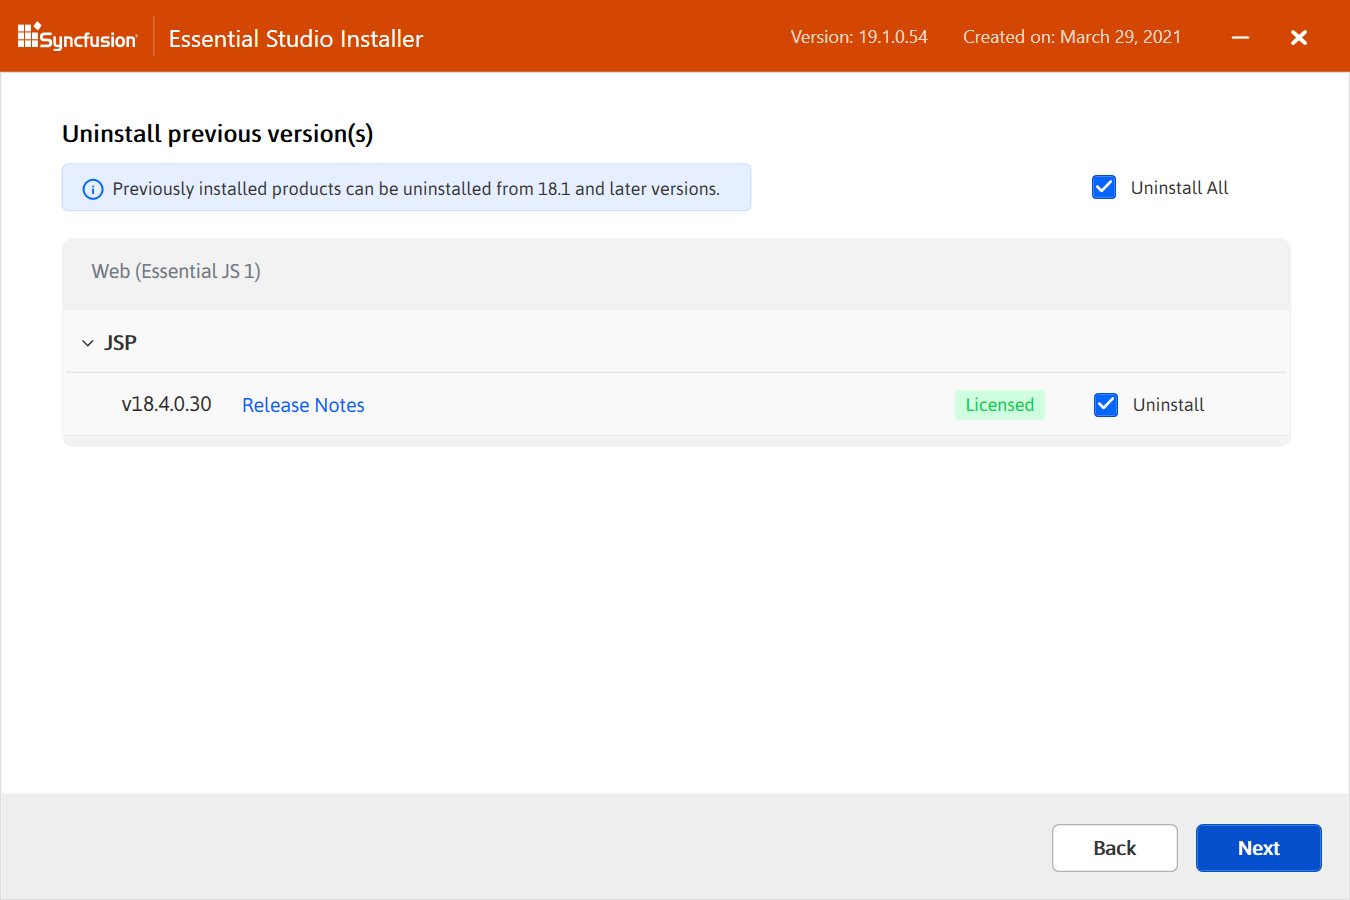 Syncfusion
Essential Studio Installer
Version: 19.1.0.54
Created on: March 29, 2021
Uninstall previous version(s)
Previously installed products can be uninstalled from 18.1 and later versions.
Uninstall All
Web (Essential JS 1)
JSP
v18.4.0.30
Release Notes
Licensed
Uninstall
Back
Next